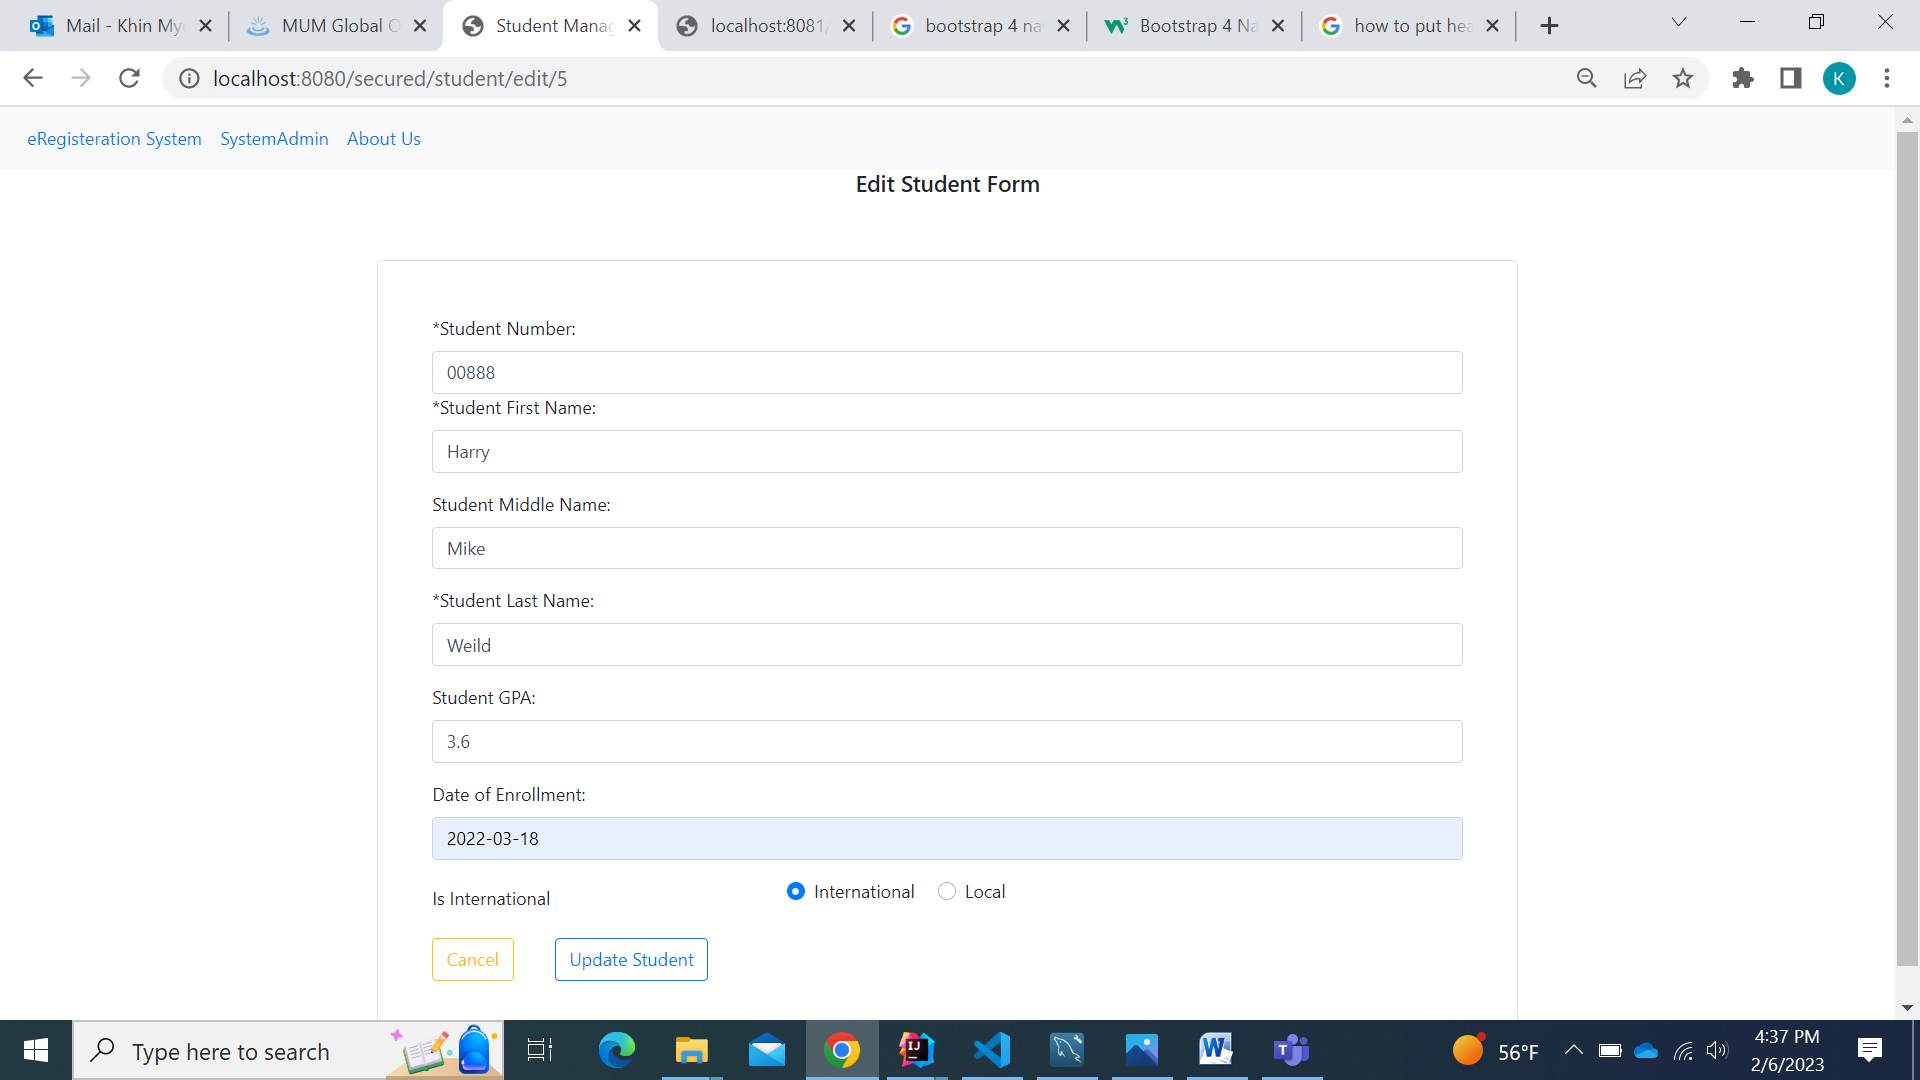 Mail - Khin My
MUM Global O
Student Manag
localhost:8081/
bootstrap 4 na
Bootstrap 4 Na
how to put hea
localhost:8080/secured/student/edit/5
K
eRegisteration System SystemAdmin About Us
Edit Student Form
*Student Number:
00888
*Student First Name:
Harry
Student Middle Name:
Mike
*Student Last Name:
Weild
Student GPA:
3.6
Date of Enrollment:
2022-03-18
Is International International Local
Cancel Update Student
Type here to search
56°F
4:37 PM
2/6/2023